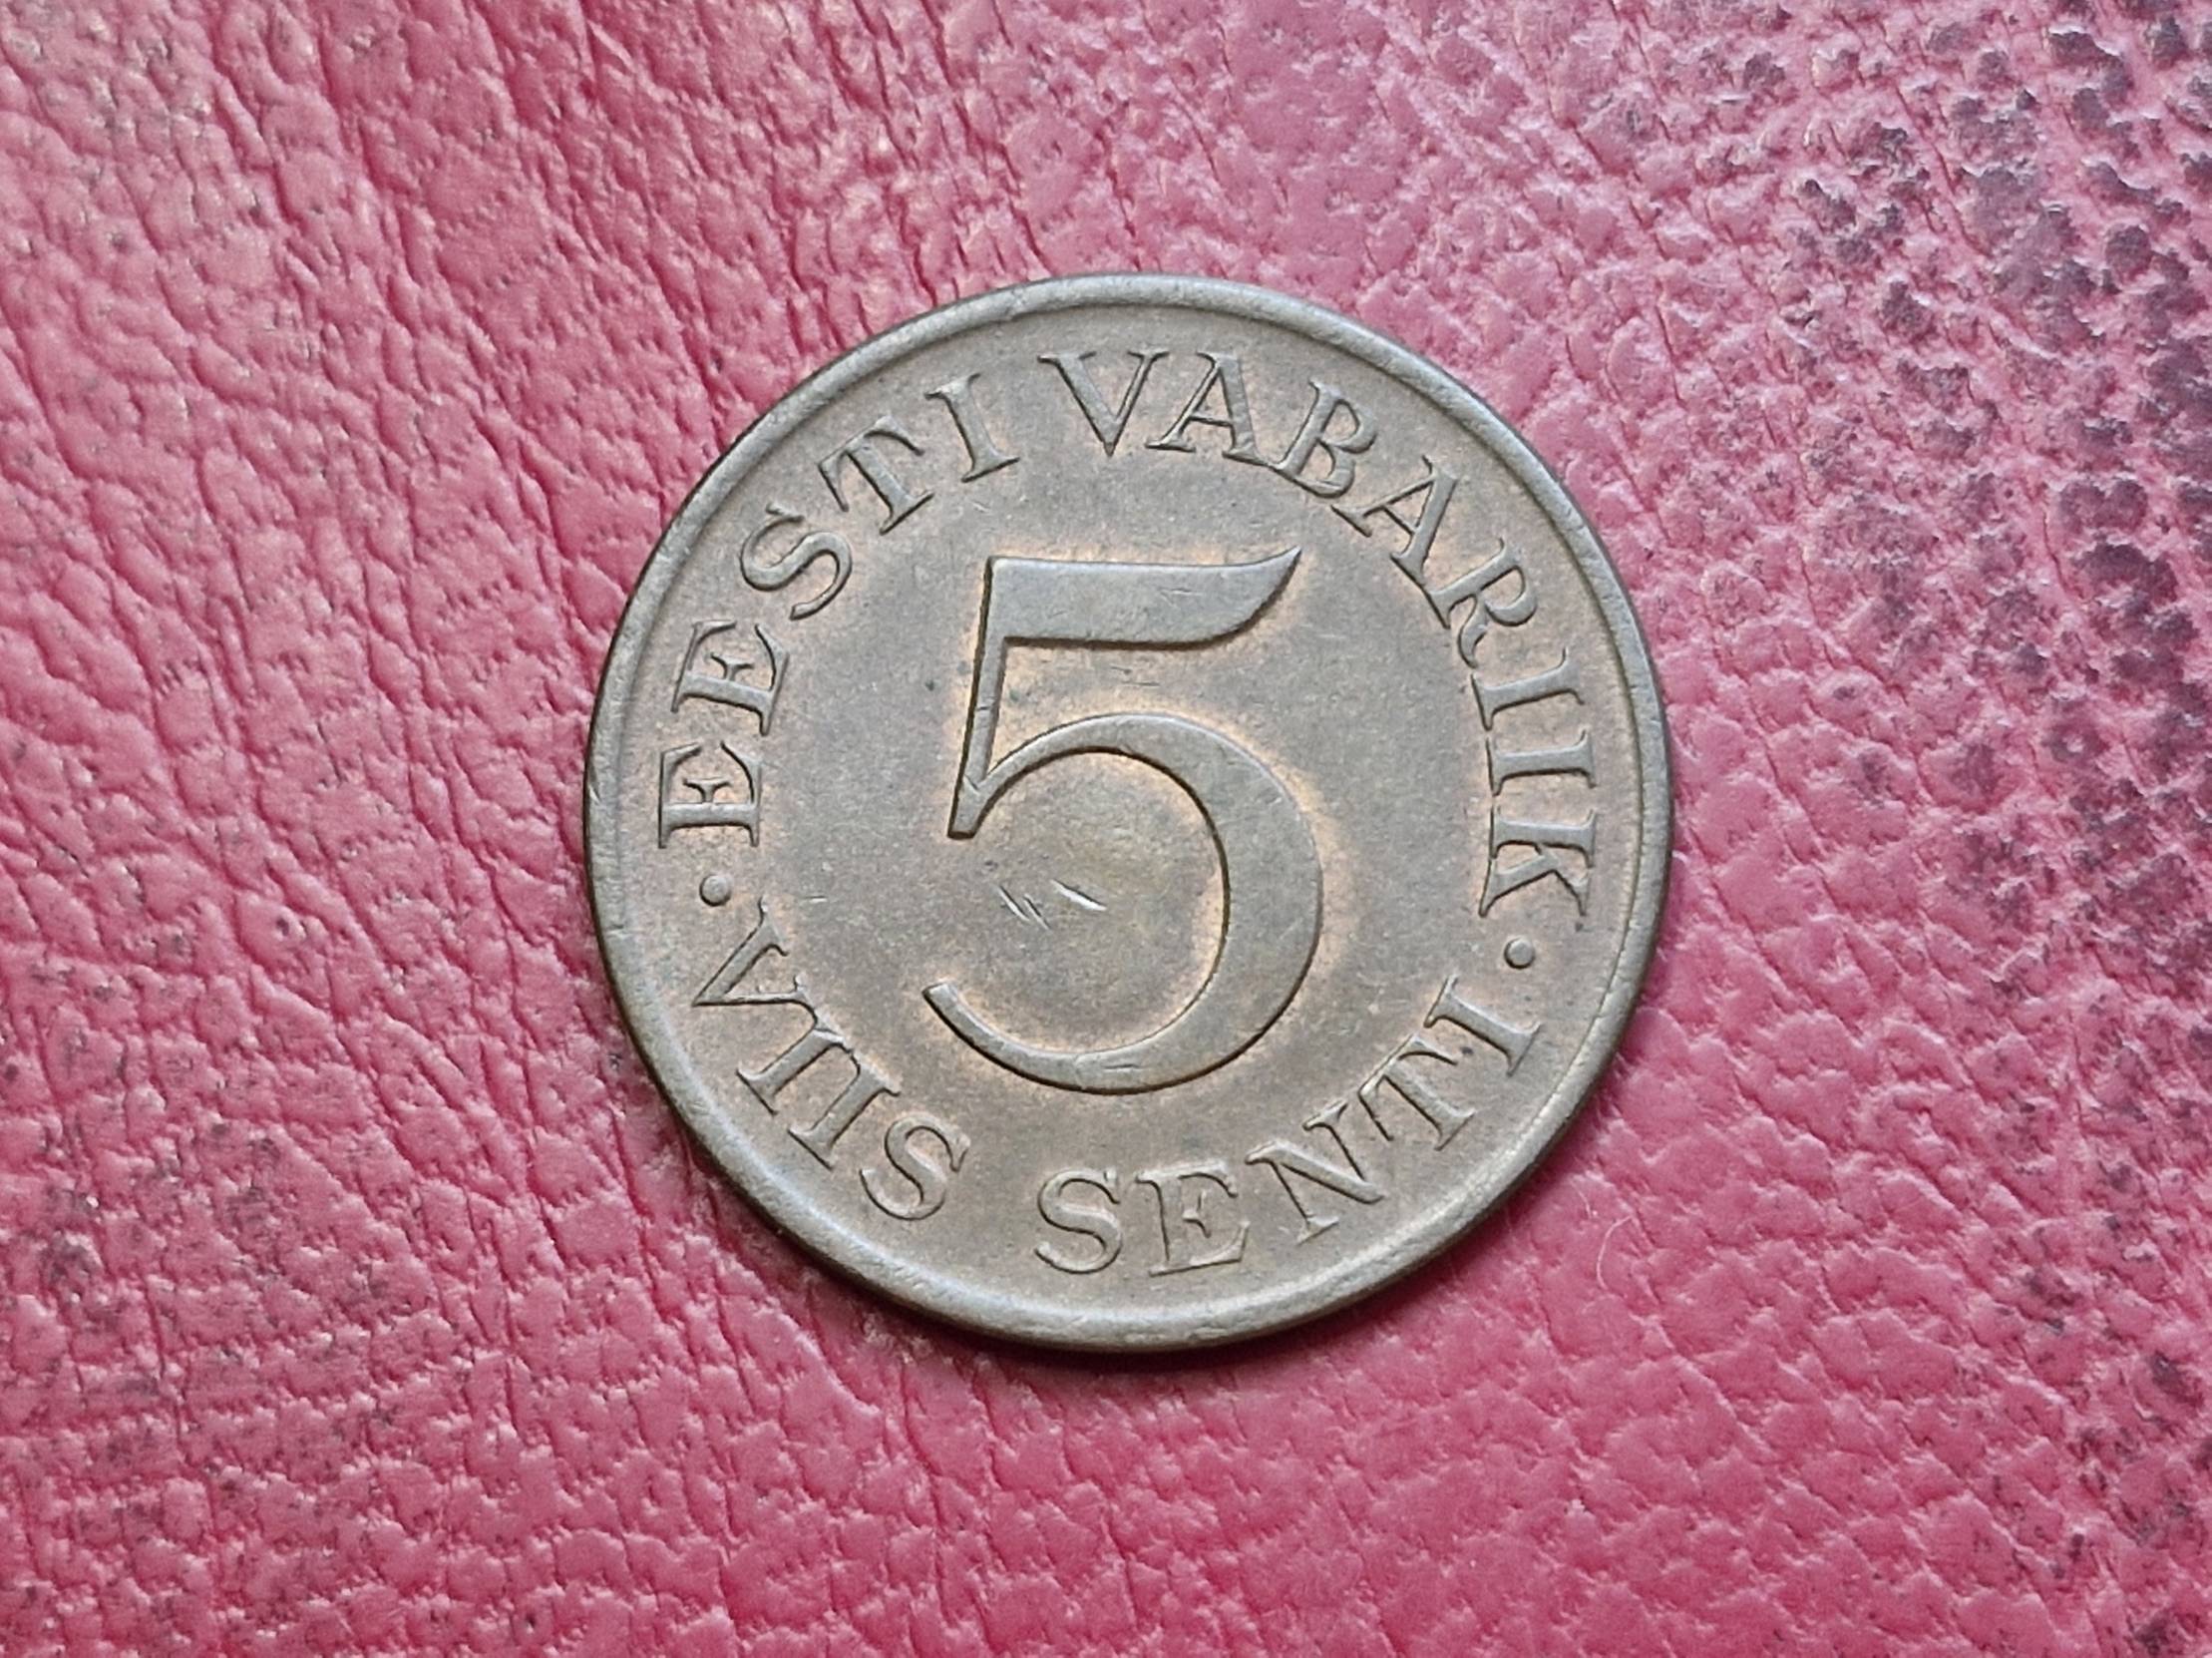 · EESTI VABARIIK ·
5
VIIS SENTI